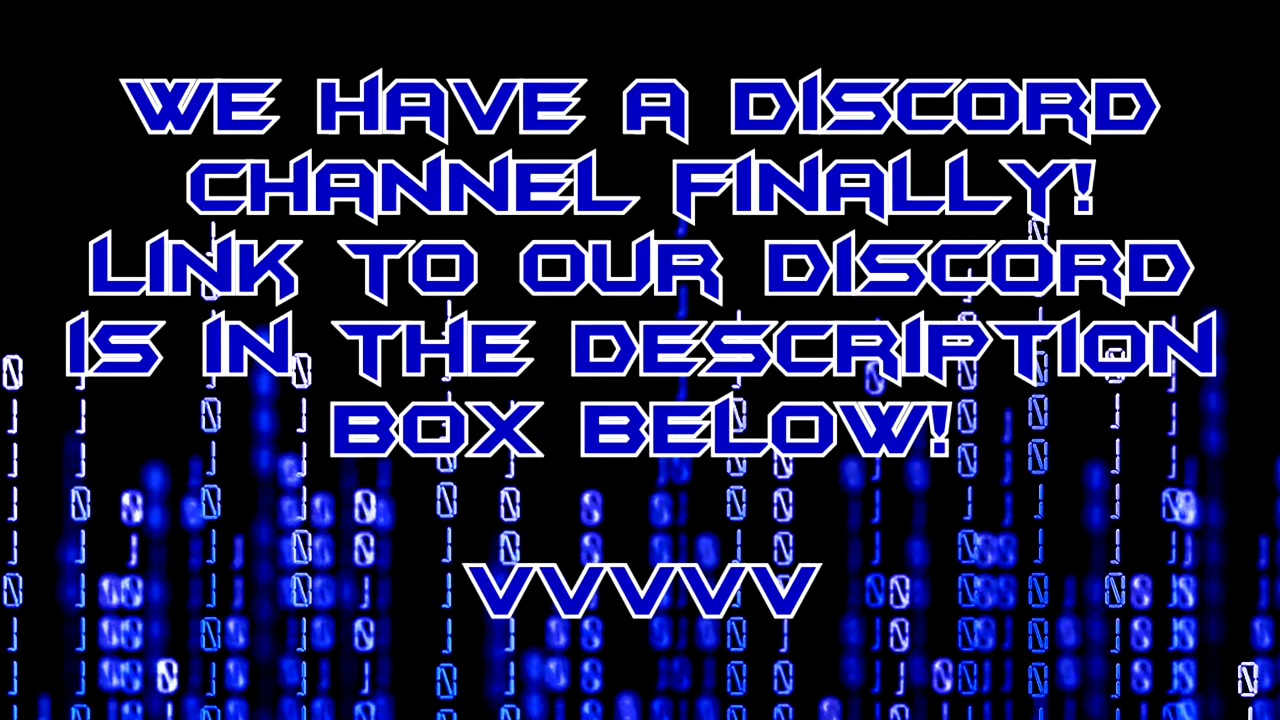 WE HAVE A DISCORD
CHANNEL FINALLY!
LINK TO OUR DISCORD
IS IN THE DESCRIPTION
BOX BELOW!
VVVVV